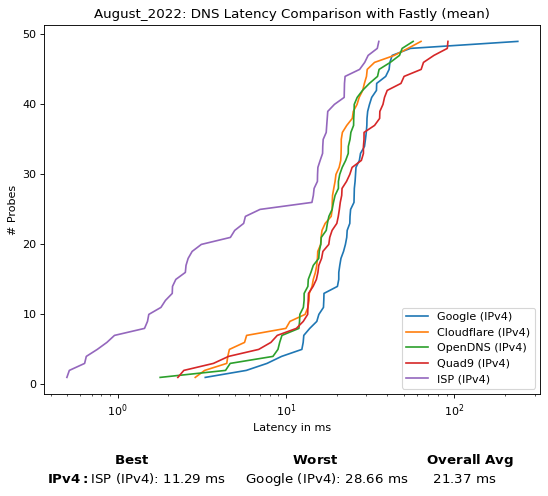 August_2022: DNS Latency Comparison with Fastly (mean)
# Probes
50
40
30
20
10
0
Google (IPv4)
Cloudflare (IPv4)
OpenDNS (IPv4)
Quad9 (IPv4)
ISP (IPv4)
10⁰ 10¹ 10²
Latency in ms
Best Worst Overall Avg
IPv4: ISP (IPv4): 11.29 ms Google (IPv4): 28.66 ms 21.37 ms